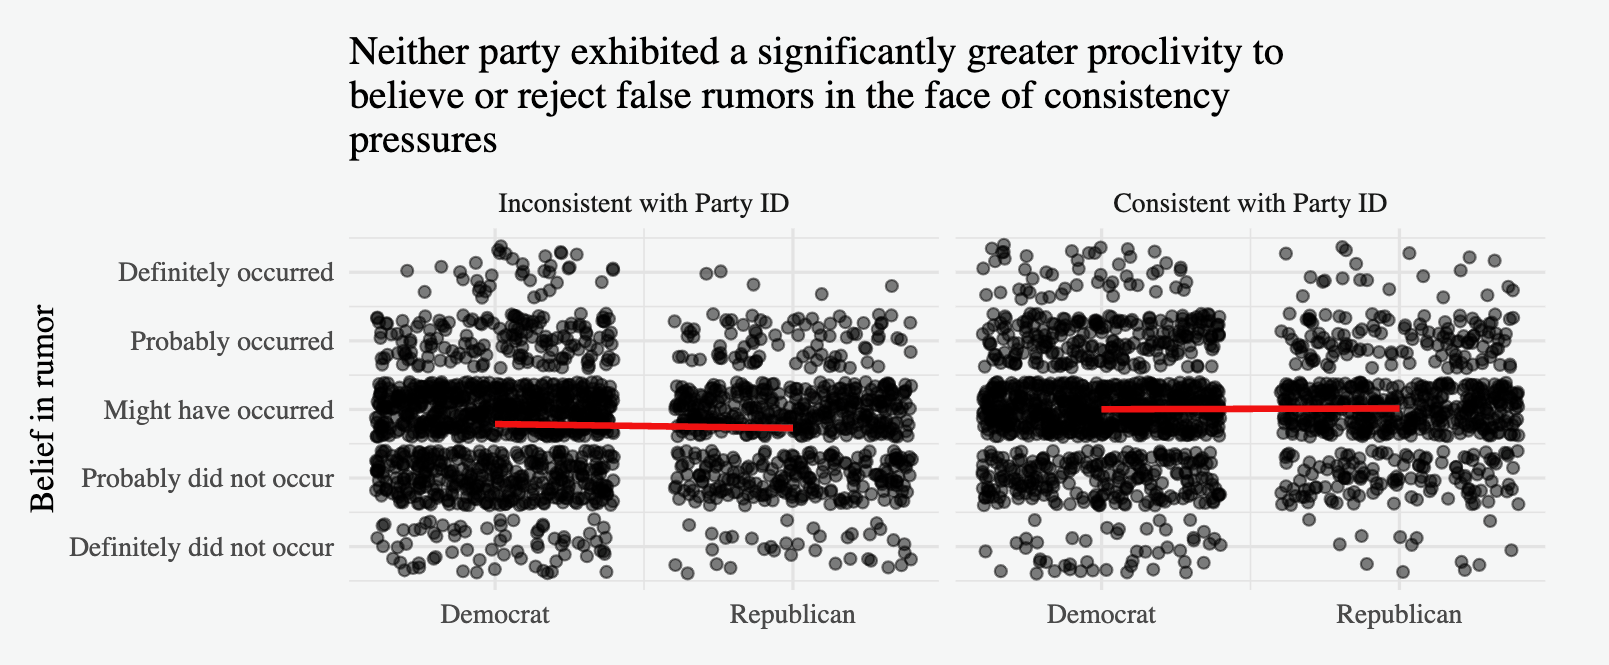 Neither party exhibited a significantly greater proclivity to
believe or reject false rumors in the face of consistency
pressures
Inconsistent with Party ID
Consistent with Party ID
Belief in rumor
Definitely occurred
Probably occurred
Might have occurred
Probably did not occur
Definitely did not occur
Democrat
Republican
Democrat
Republican